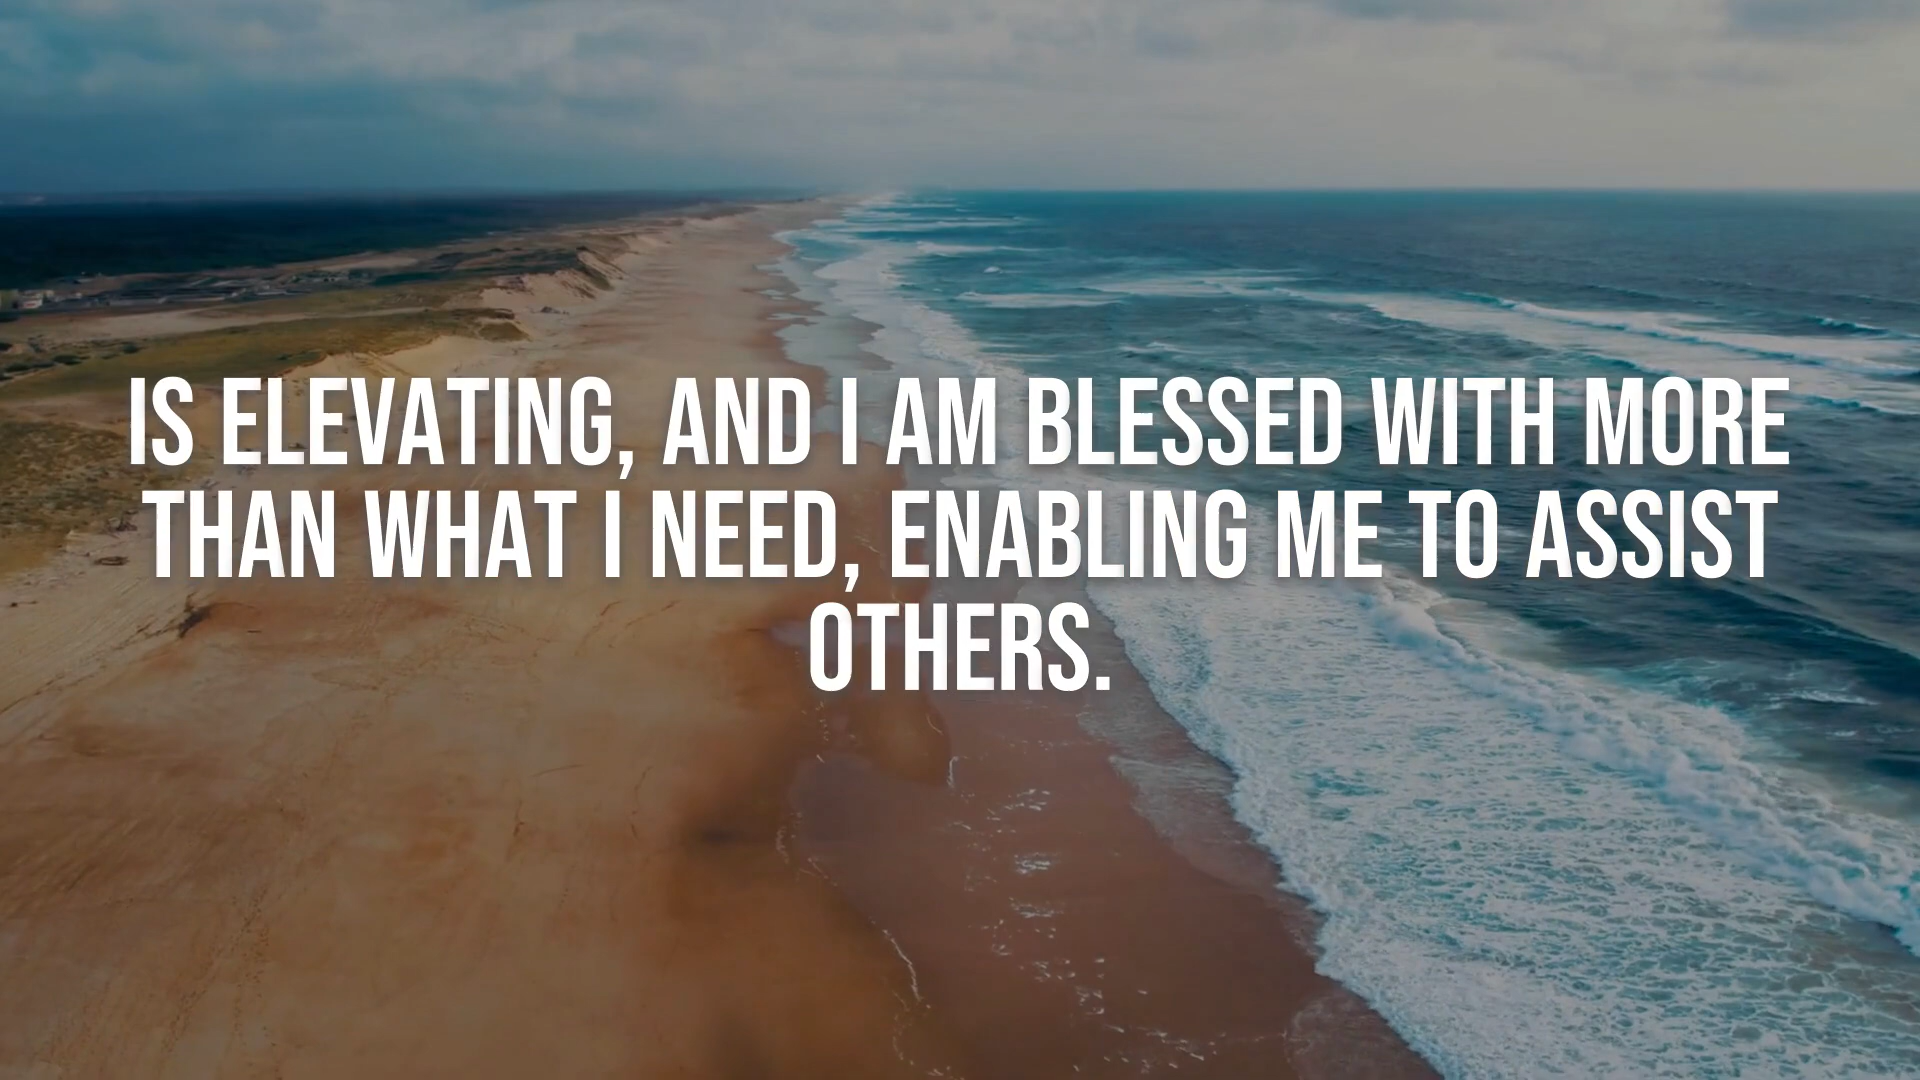 IS ELEVATING, AND I AM BLESSED WITH MORE
THAN WHAT I NEED, ENABLING ME TO ASSIST
OTHERS.